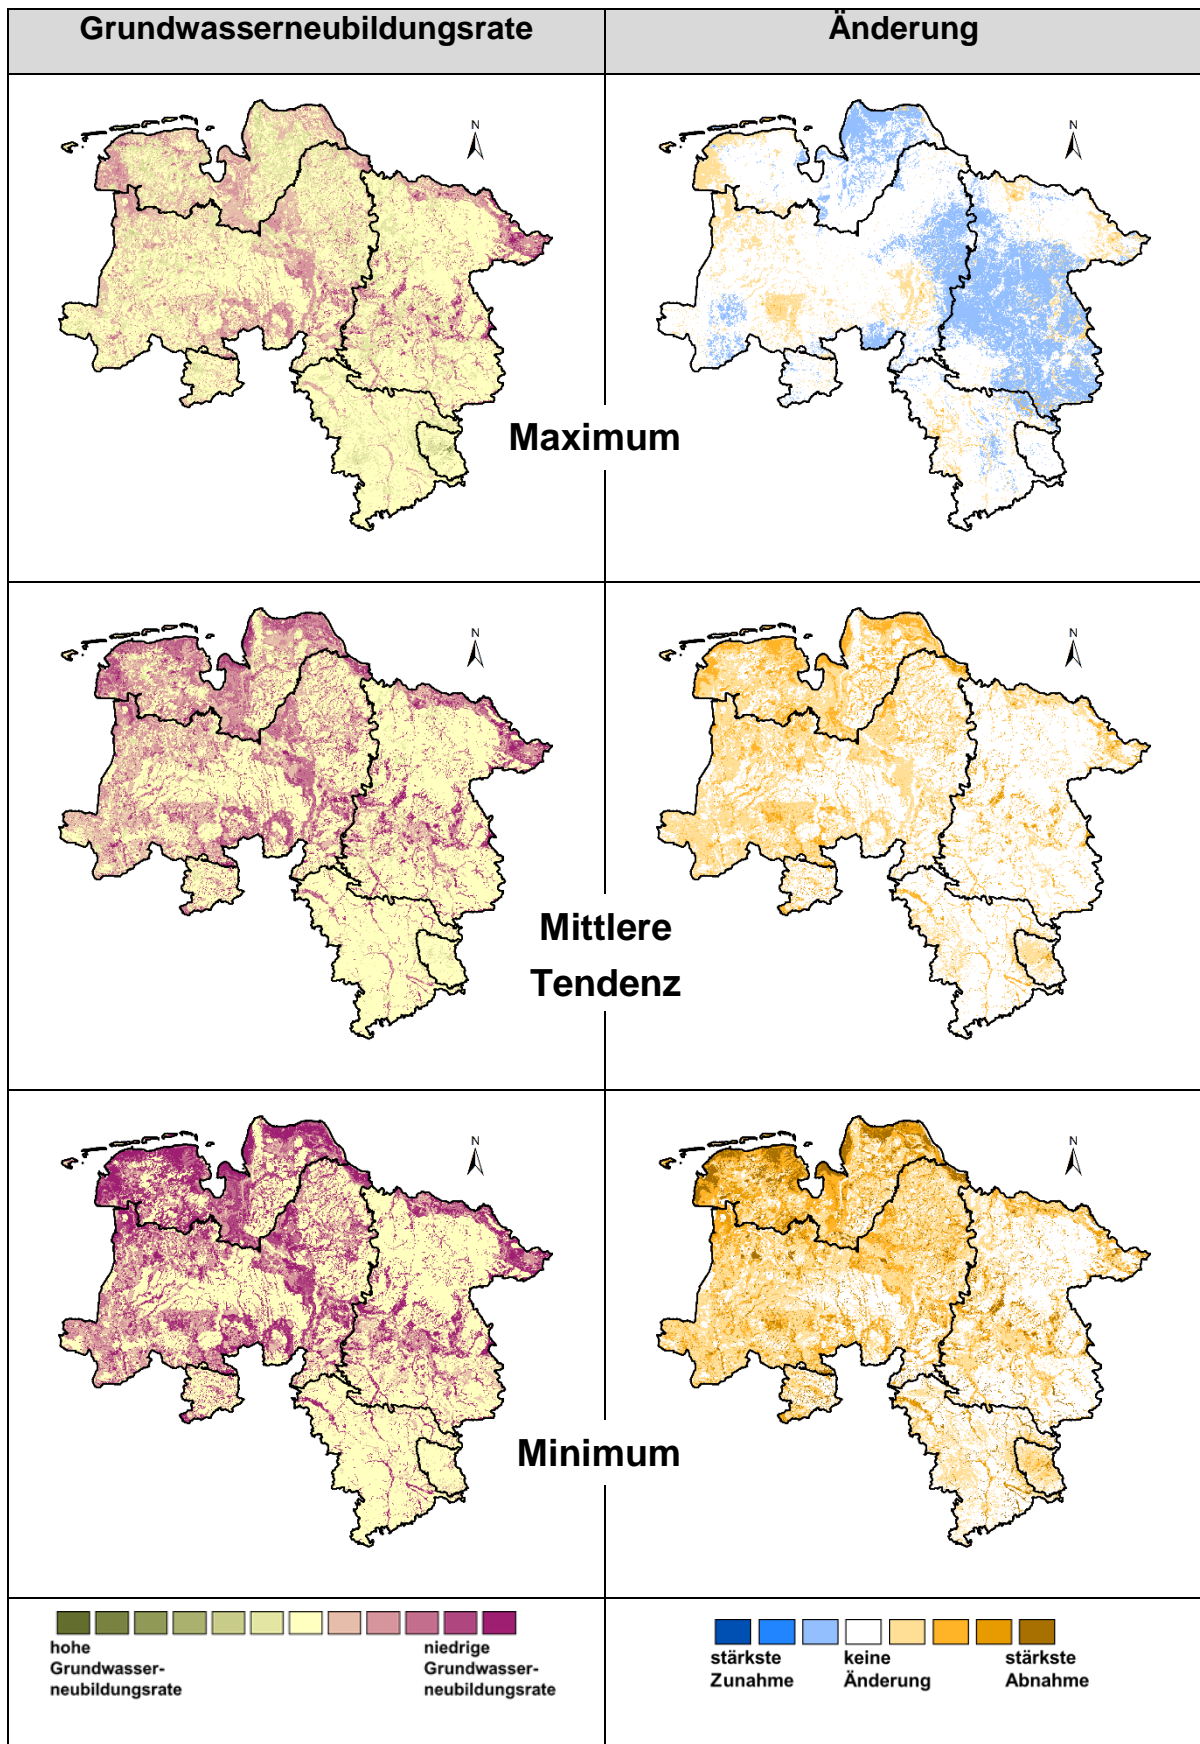 Grundwasserneubildungsrate
Änderung
N
N
Maximum
N
N
Mittlere
Tendenz
N
N
Minimum
hohe
Grundwasser-
neubildungsrate
niedrige
Grundwasser-
neubildungsrate
stärkste
Zunahme
keine
Änderung
stärkste
Abnahme